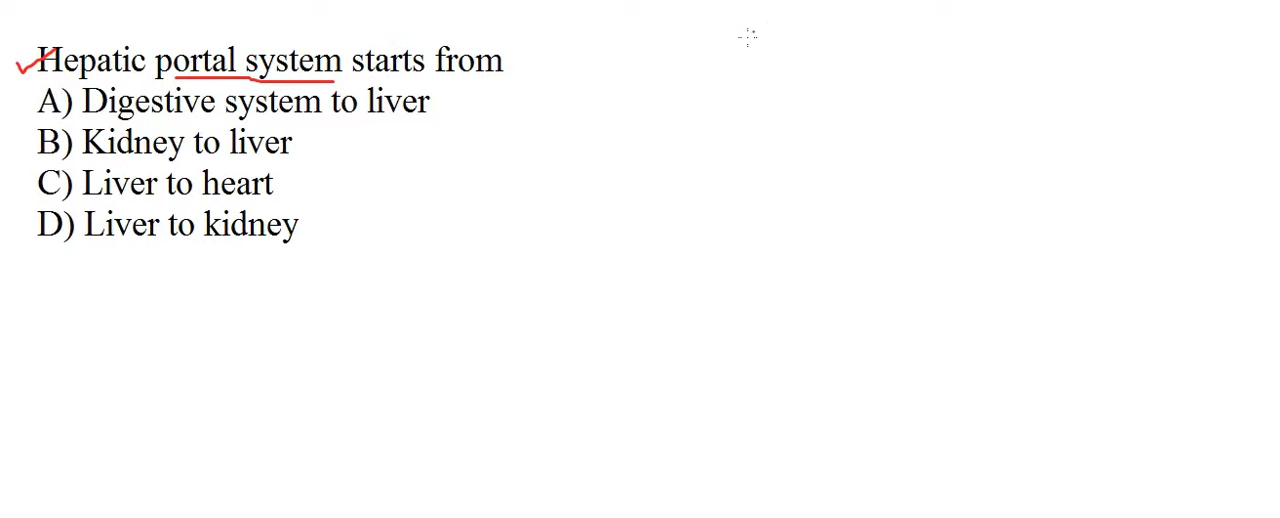 Hepatic portal system starts from
A) Digestive system to liver
B) Kidney to liver
C) Liver to heart
D) Liver to kidney